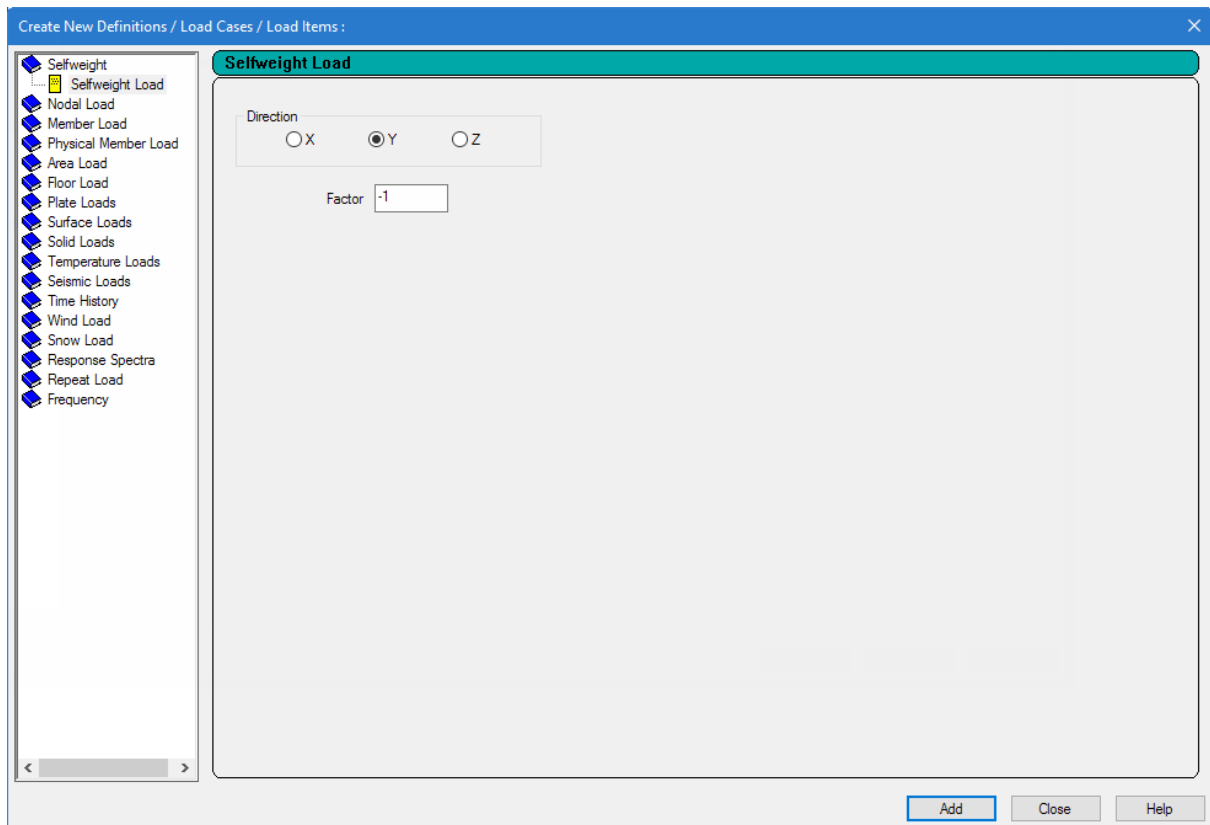 Create New Definitions / Load Cases / Load Items :
Selfweight
Selfweight Load
Nodal Load
Member Load
Physical Member Load
Area Load
Floor Load
Plate Loads
Surface Loads
Solid Loads
Temperature Loads
Seismic Loads
Time History
Wind Load
Snow Load
Response Spectra
Repeat Load
Frequency
Selfweight Load
Direction
X Y Z
Factor -1
Add Close Help